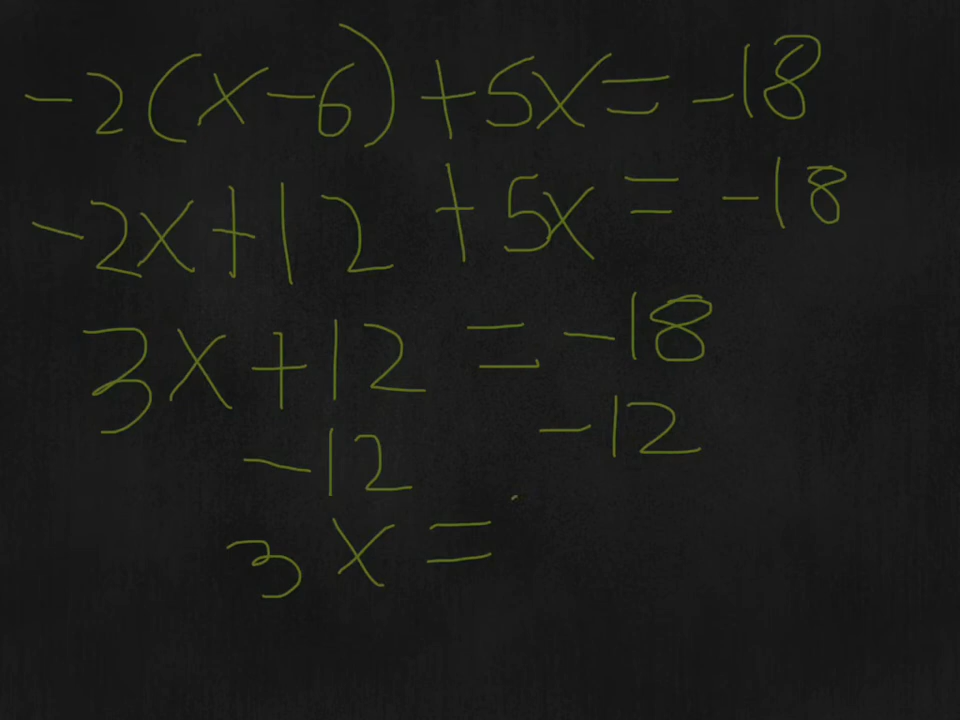 -2(x-6)+5x=-18
-2x+12+5x=-18
3x+12=-18
-12 -12
3x=